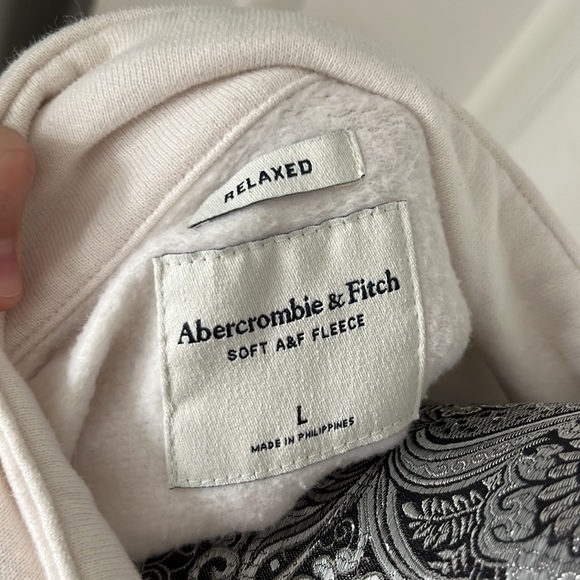 RELAXED
Abercrombie & Fitch
SOFT A&F FLEECE
L
MADE IN PHILIPPINES